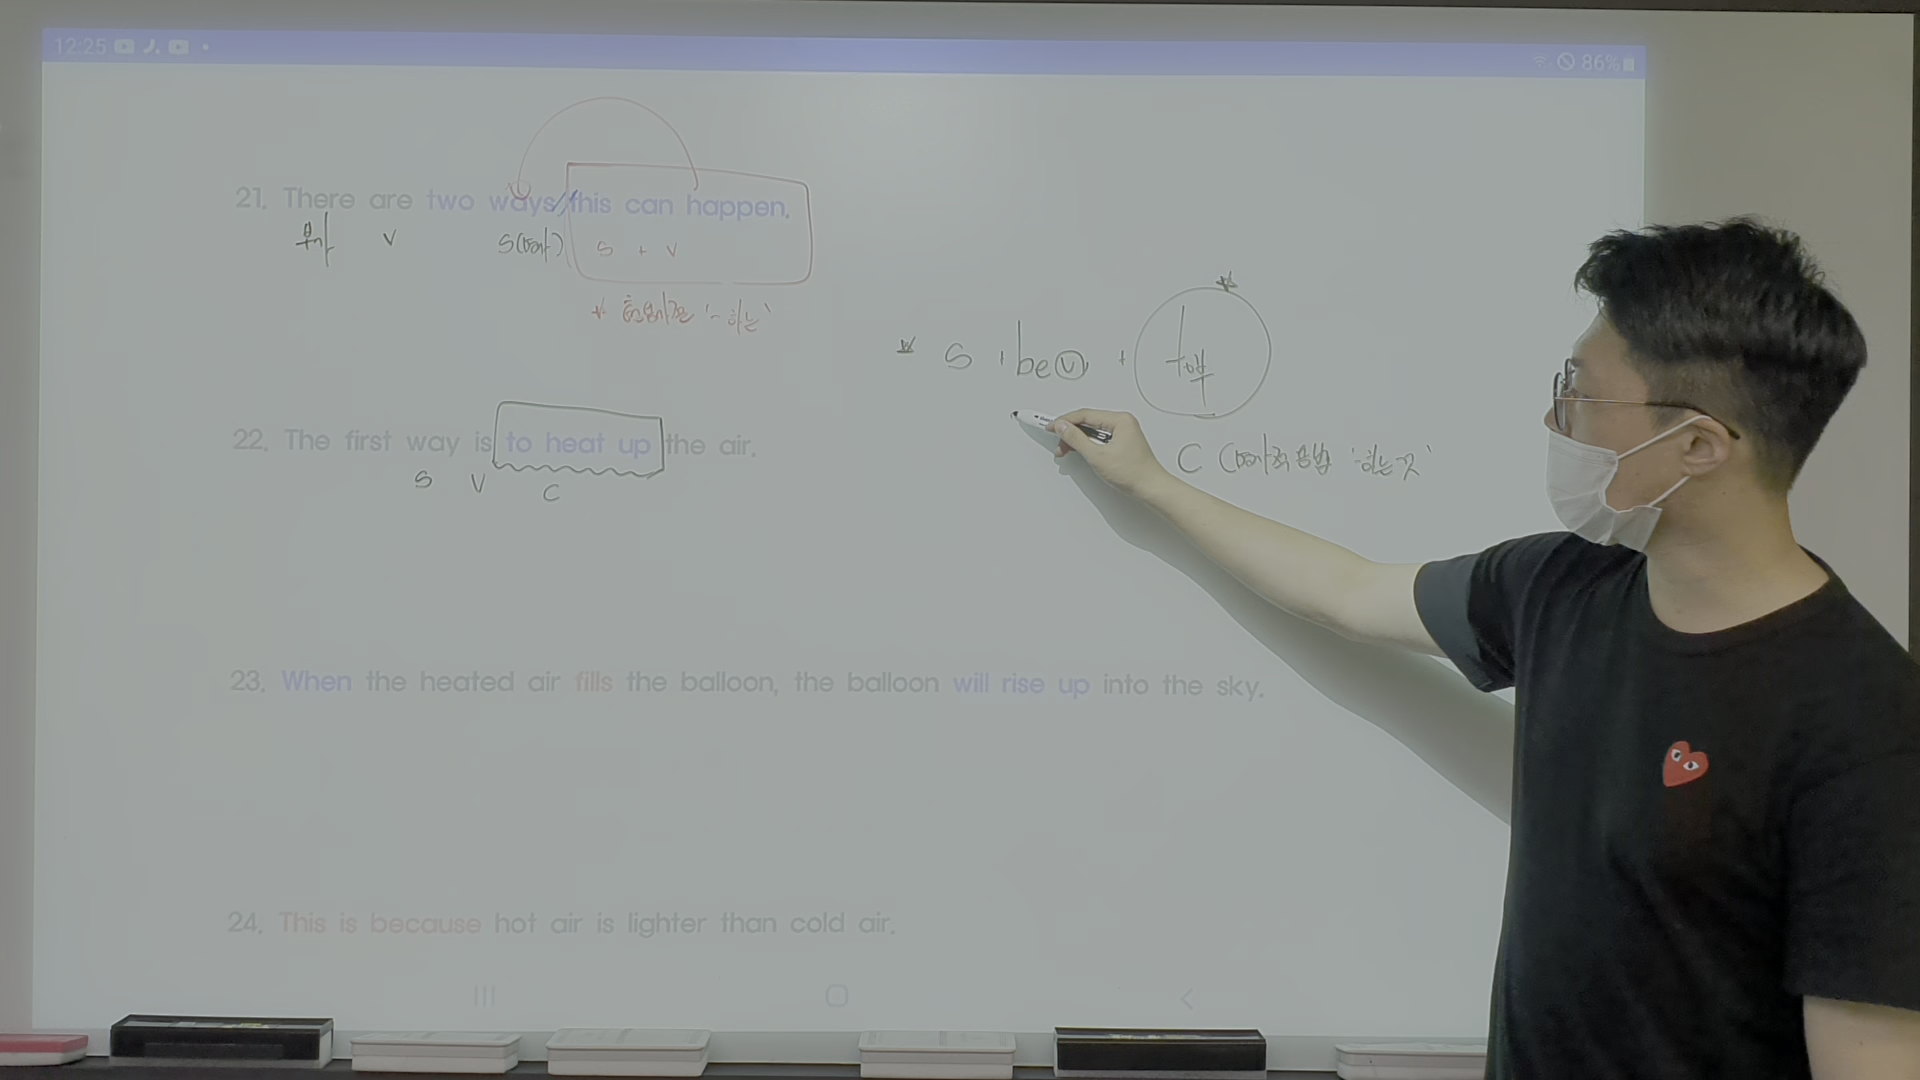 12:25 86%
21. There are two ways/this can happen.
부사 V S(명사) S + V
* 형용사절 '~하는'
* S + beⓥ + to부
22. The first way is to heat up the air.
S V C
C (명사적용법 '~하는 것'
23. When the heated air fills the balloon, the balloon will rise up into the sky.
24. This is because hot air is lighter than cold air.